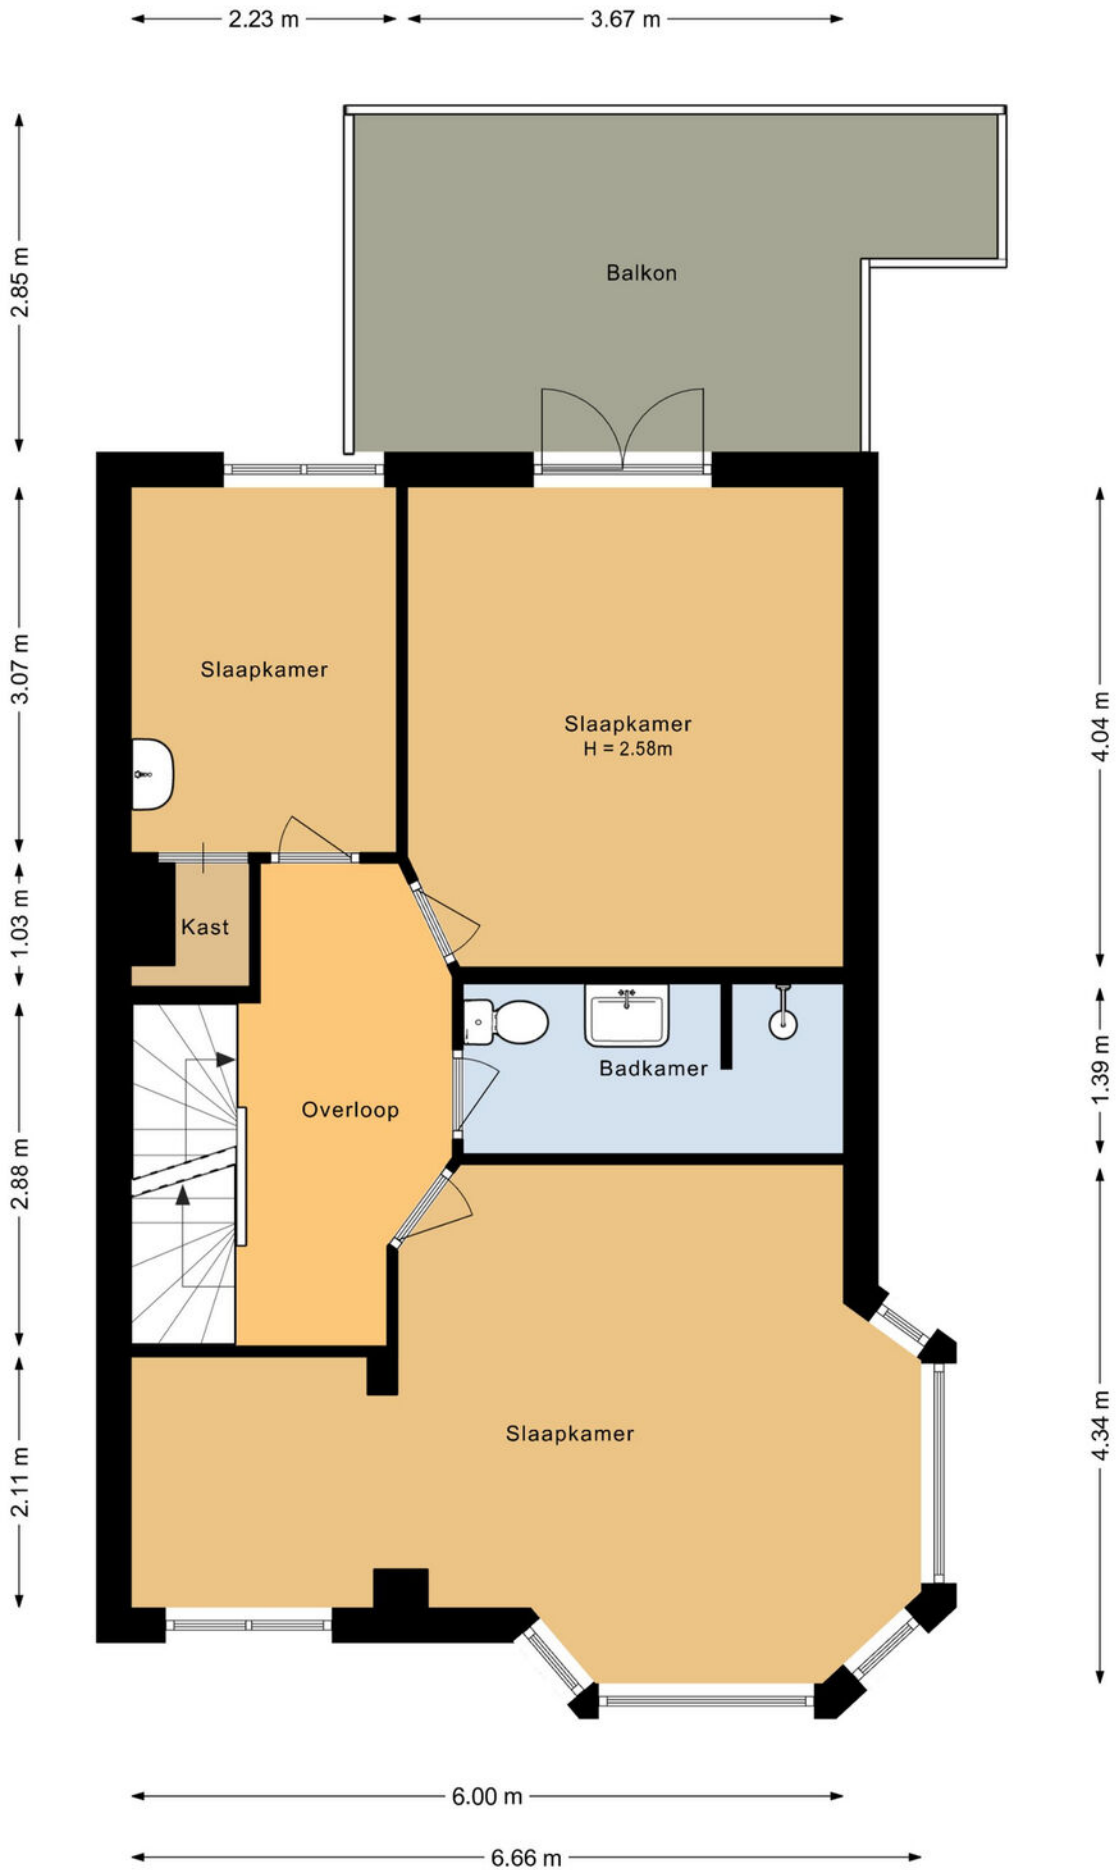 2.23 m
3.67 m
2.85 m
Balkon
3.07 m
Slaapkamer
Slaapkamer
H = 2.58m
4.04 m
1.03 m
Kast
Badkamer
1.39 m
Overloop
2.88 m
Slaapkamer
4.34 m
2.11 m
6.00 m
6.66 m